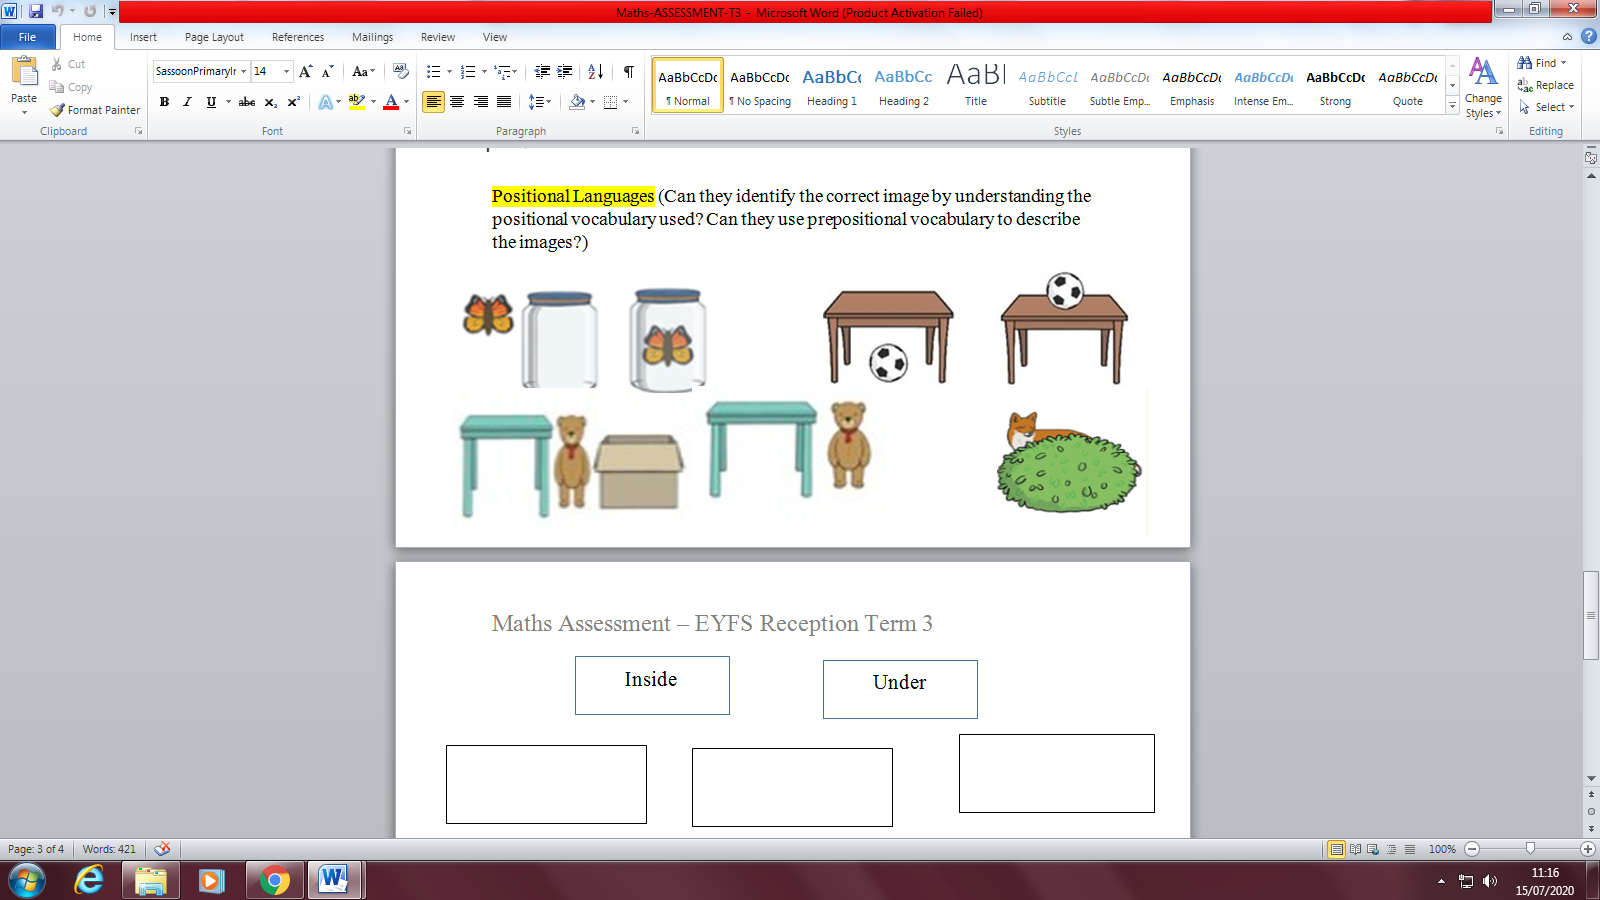 Maths-ASSESSMENT-T3 - Microsoft Word (Product Activation Failed)
File Home Insert Page Layout References Mailings Review View
Paste
Cut
Copy
Format Painter
Clipboard
SassoonPrimaryIr 14
Font
Paragraph
AaBbCcDc AaBbCcDc AaBbCc AaBbCc AaBl AaBbCcL AaBbCcDc AaBbCcDc AaBbCcDc AaBbCcDc AaBbCcDc
¶ Normal ¶ No Spacing Heading 1 Heading 2 Title Subtitle Subtle Emp... Emphasis Intense Em... Strong Quote
Change
Styles
Styles
Find
Replace
Select
Editing
Positional Languages (Can they identify the correct image by understanding the
positional vocabulary used? Can they use prepositional vocabulary to describe
the images?)
Maths Assessment – EYFS Reception Term 3
Inside
Under
Page: 3 of 4 Words: 421
100%
11:16
15/07/2020